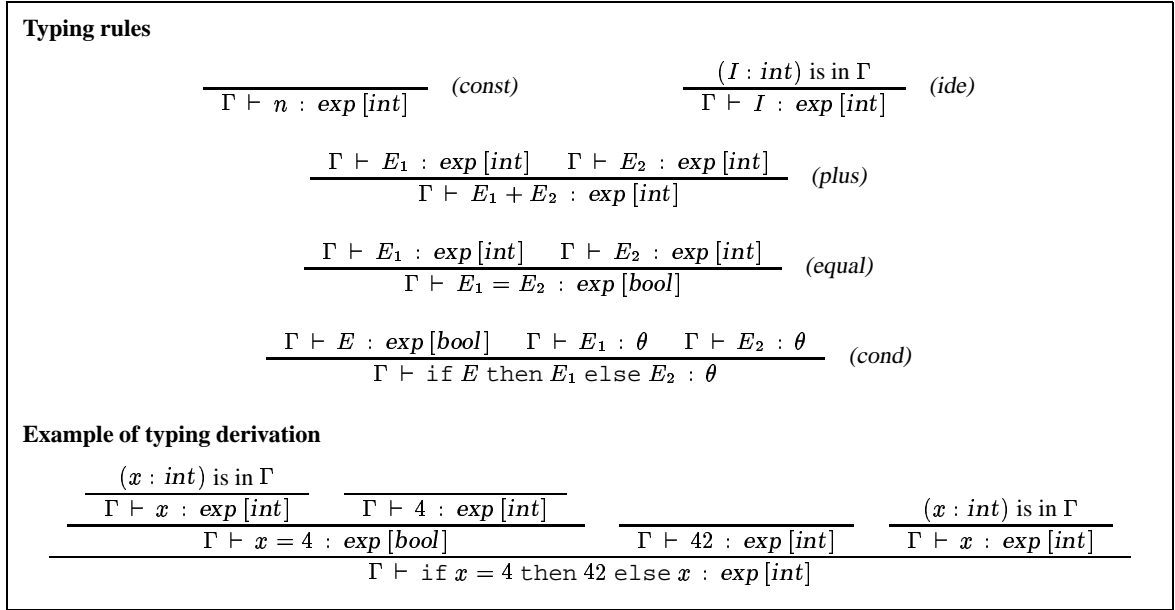 Typing rules
Γ ⊢ n : exp [int] (const)
(I : int) is in Γ
Γ ⊢ I : exp [int] (ide)
Γ ⊢ E₁ : exp [int] Γ ⊢ E₂ : exp [int]
Γ ⊢ E₁ + E₂ : exp [int] (plus)
Γ ⊢ E₁ : exp [int] Γ ⊢ E₂ : exp [int]
Γ ⊢ E₁ = E₂ : exp [bool] (equal)
Γ ⊢ E : exp [bool] Γ ⊢ E₁ : θ Γ ⊢ E₂ : θ
Γ ⊢ if E then E₁ else E₂ : θ (cond)
Example of typing derivation
(x : int) is in Γ
Γ ⊢ x : exp [int] Γ ⊢ 4 : exp [int] (x : int) is in Γ
Γ ⊢ x = 4 : exp [bool] Γ ⊢ 42 : exp [int] Γ ⊢ x : exp [int]
Γ ⊢ if x = 4 then 42 else x : exp [int]